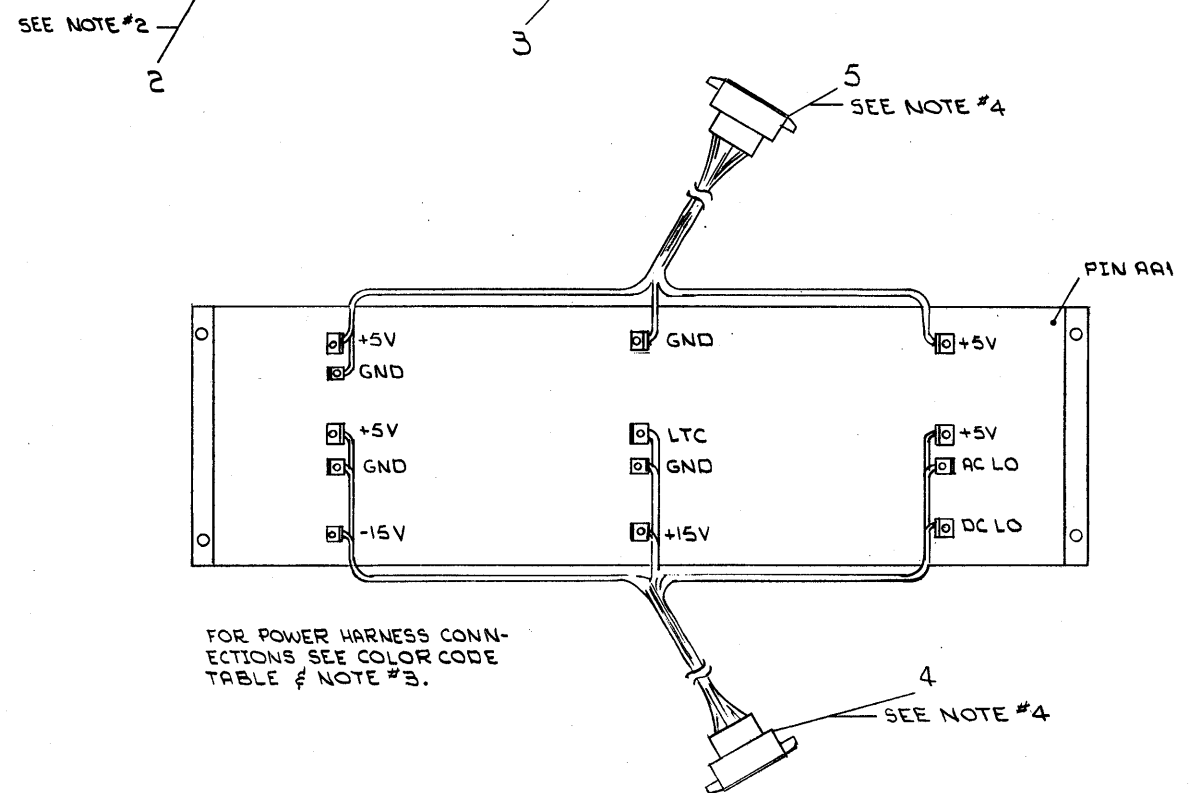 SEE NOTE #2
2
3
5
SEE NOTE #4
PIN AA1
+5V
GND
+5V
GND
+5V
LTC
+5V
GND
GND
AC LO
-15V
+15V
DC LO
FOR POWER HARNESS CONN-
ECTIONS SEE COLOR CODE
TABLE & NOTE #3.
4
SEE NOTE #4